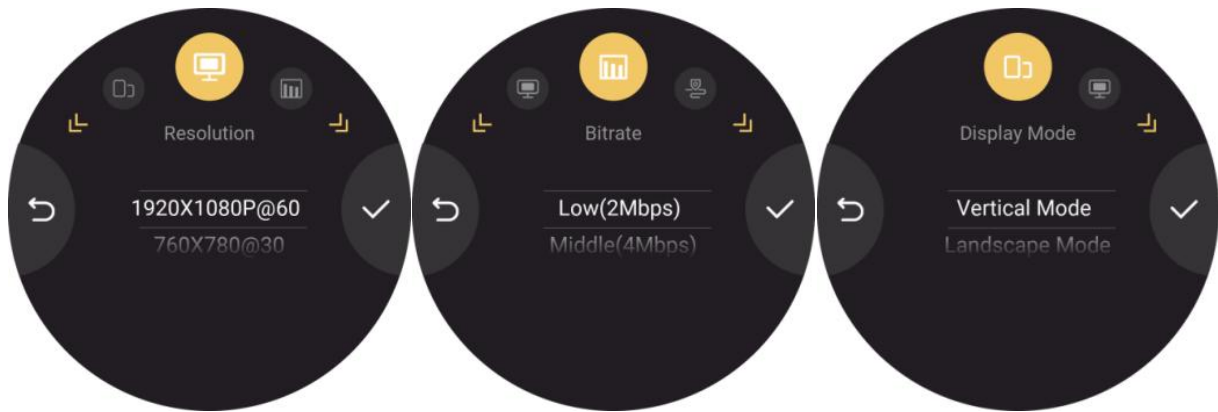 Resolution
1920X1080P@60
760X780@30
Bitrate
Low(2Mbps)
Middle(4Mbps)
Display Mode
Vertical Mode
Landscape Mode